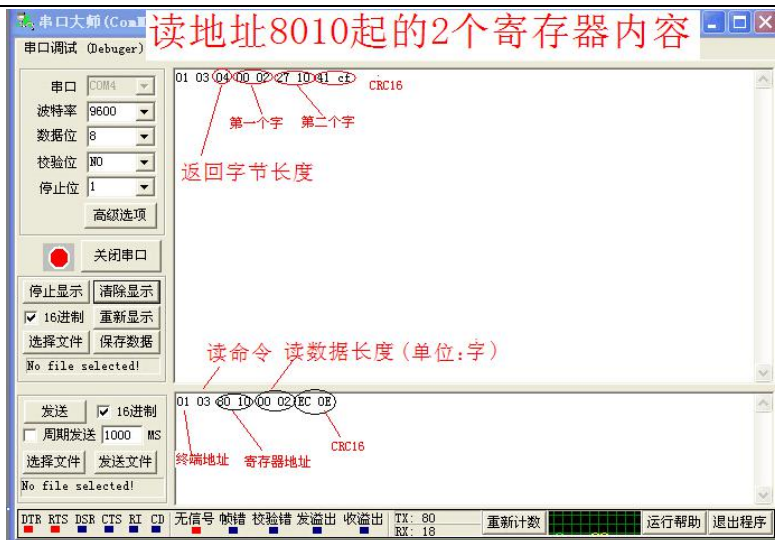 串口大师(Com
读地址8010起的2个寄存器内容
串口调试 (Debuger)
串口 COM4
波特率 9600
数据位 8
校验位 NO
停止位 1
高级选项
关闭串口
停止显示 清除显示
16进制 重新显示
选择文件 保存数据
No file selected!
01 03 04 00 02 27 10 41 cf CRC16
第一个字 第二个字
返回字节长度
读命令 读数据长度(单位:字)
发送 16进制
周期发送 1000 MS
选择文件 发送文件
No file selected!
01 03 80 10 00 02 EC 0E
CRC16
终端地址 寄存器地址
DTR RTS DSR CTS RI CD 无信号 帧错 校验错 发溢出 收溢出 TX: 80
RX: 18
重新计数 运行帮助 退出程序